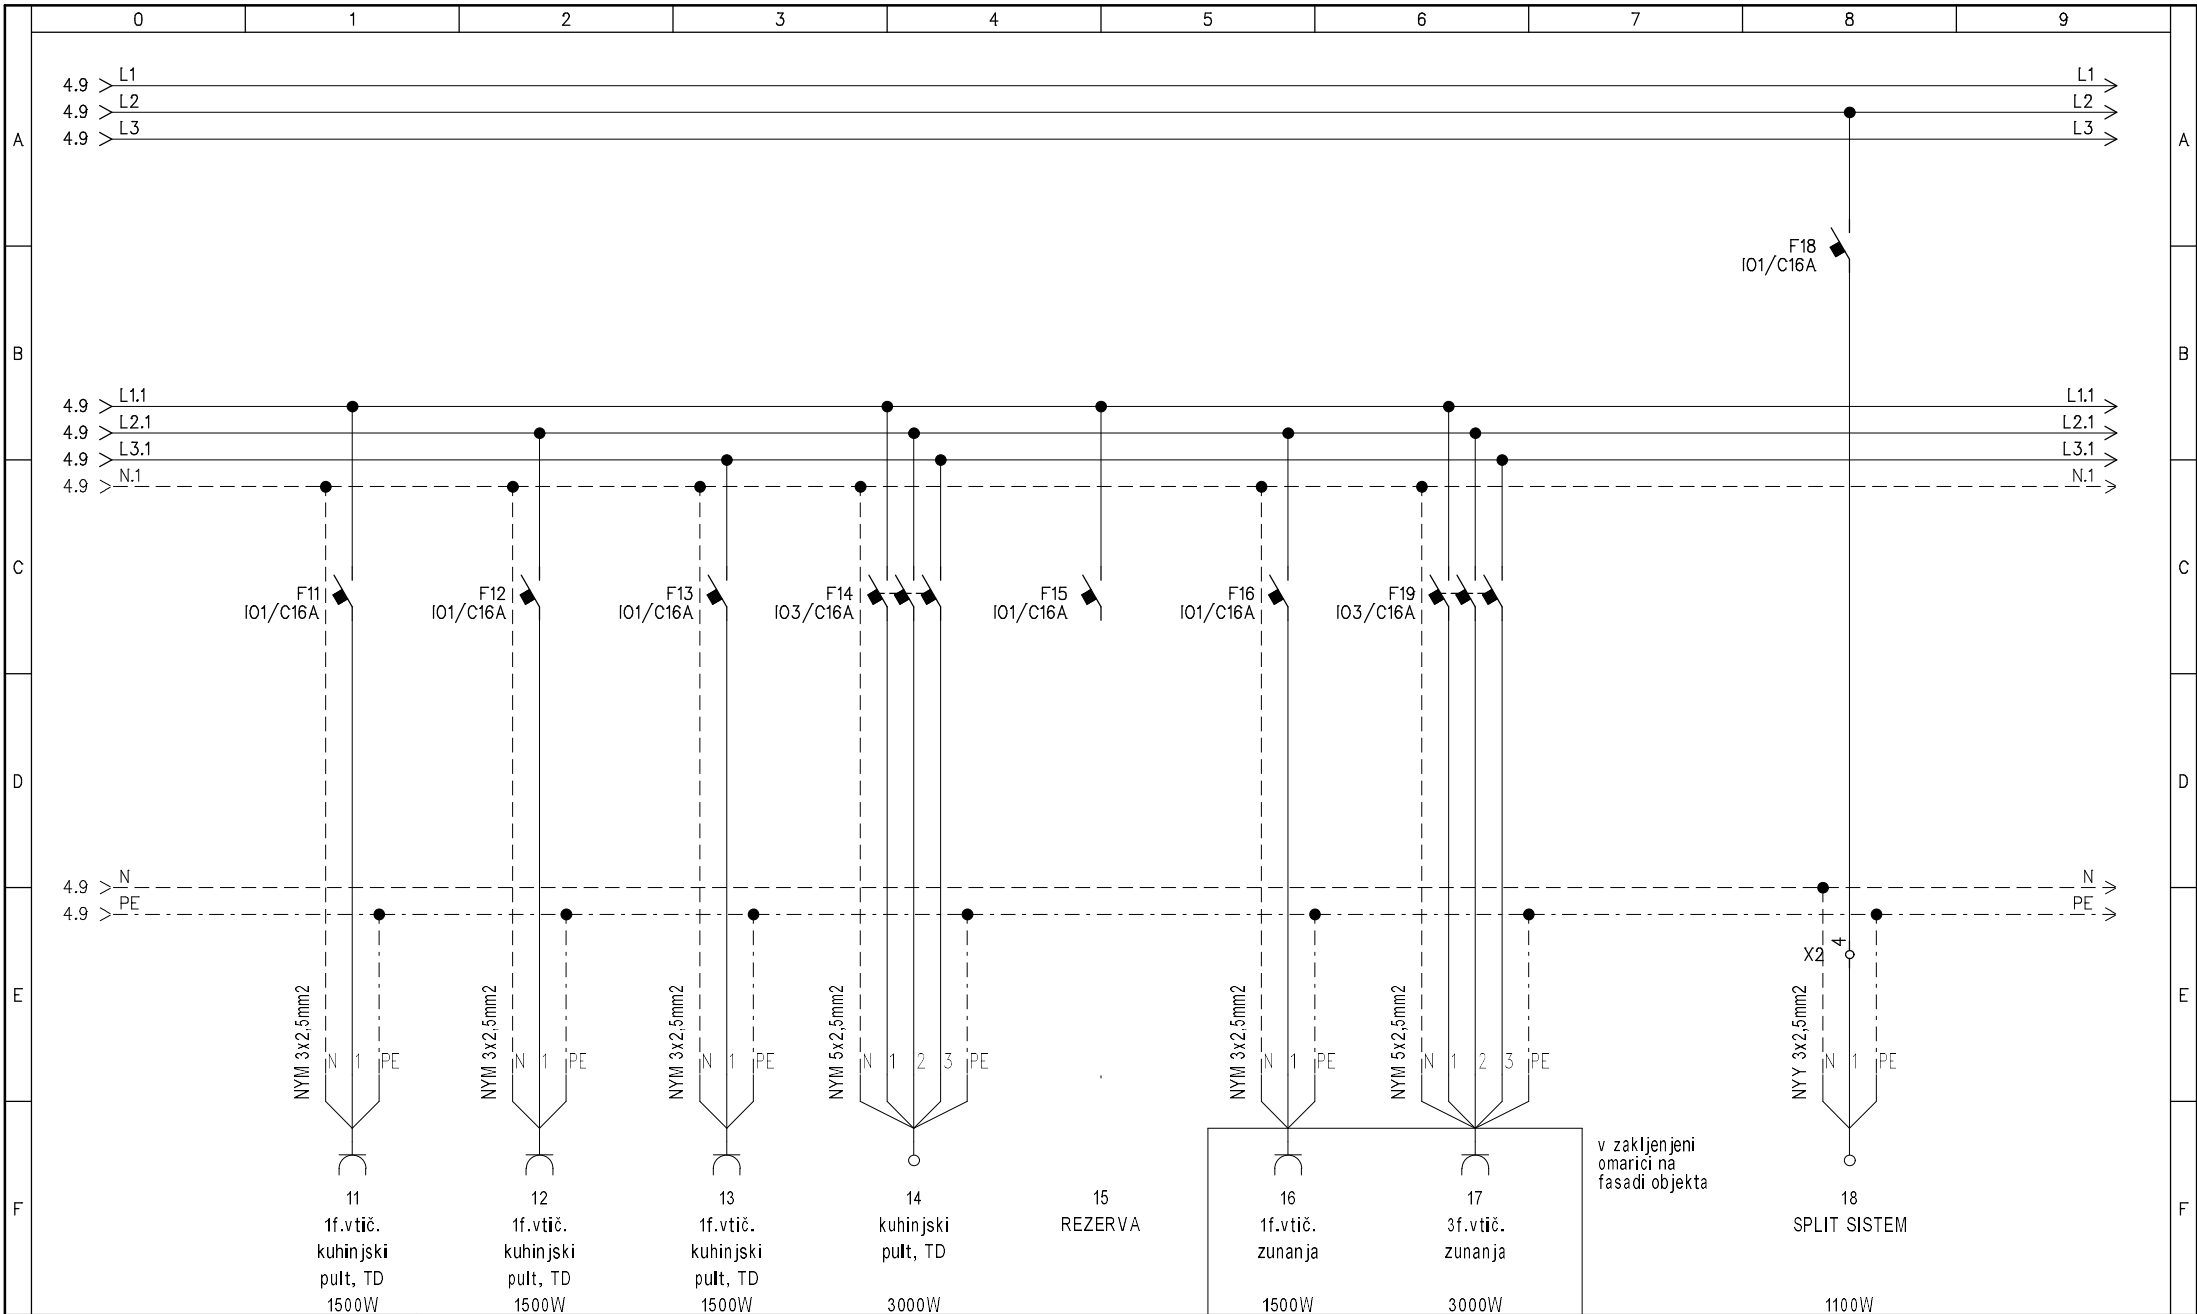 0 1 2 3 4 5 6 7 8 9
4.9 L1 L1
4.9 L2 L2
4.9 L3 L3
A A
F18
IO1/C16A
B B
4.9 L1.1 L1.1
4.9 L2.1 L2.1
4.9 L3.1 L3.1
4.9 N.1 N.1
C C
F11 F12 F13 F14 F15 F16 F19
IO1/C16A IO1/C16A IO1/C16A IO3/C16A IO1/C16A IO1/C16A IO3/C16A
D D
4.9 N N
4.9 PE PE
X2 4
E E
NYM 3x2,5mm2
NYM 3x2,5mm2
NYM 3x2,5mm2
NYM 5x2,5mm2
NYM 3x2,5mm2
NYM 5x2,5mm2
NYY 3x2,5mm2
N 1 PE N 1 PE N 1 PE N 1 2 3 PE N 1 PE N 1 2 3 PE N 1 PE
v zakljenjeni
omarici na
fasadi objekta
F F
11
1f.vtič.
kuhinjski
pult, TD
1500W
12
1f.vtič.
kuhinjski
pult, TD
1500W
13
1f.vtič.
kuhinjski
pult, TD
1500W
14
kuhinjski
pult, TD
3000W
15
REZERVA
16
1f.vtič.
zunanja
1500W
17
3f.vtič.
zunanja
3000W
18
SPLIT SISTEM
1100W